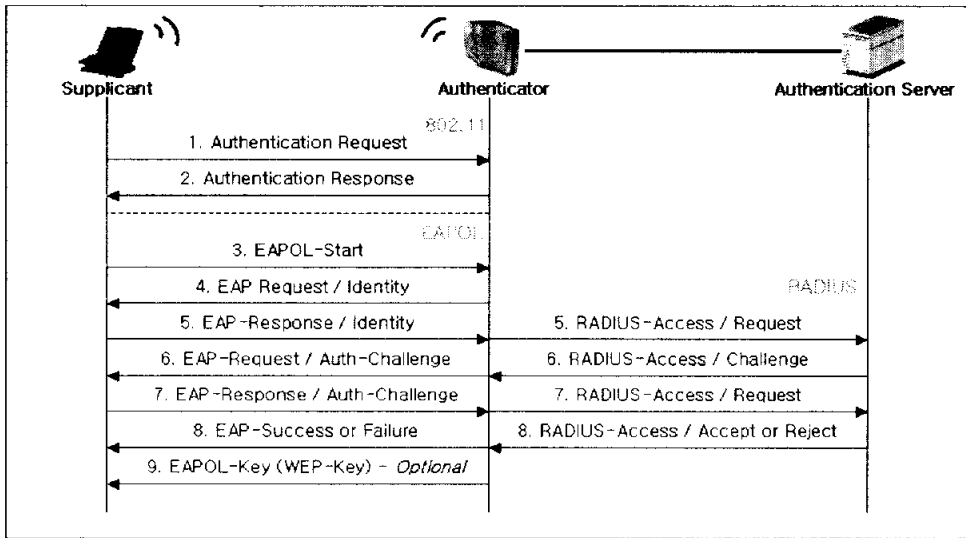 Supplicant
Authenticator
Authentication Server
802.11
1. Authentication Request
2. Authentication Response
EAPOL
3. EAPOL-Start
4. EAP Request / Identity
RADIUS
5. EAP-Response / Identity
5. RADIUS-Access / Request
6. EAP-Request / Auth-Challenge
6. RADIUS-Access / Challenge
7. EAP-Response / Auth-Challenge
7. RADIUS-Access / Request
8. EAP-Success or Failure
8. RADIUS-Access / Accept or Reject
9. EAPOL-Key (WEP-Key) - Optional